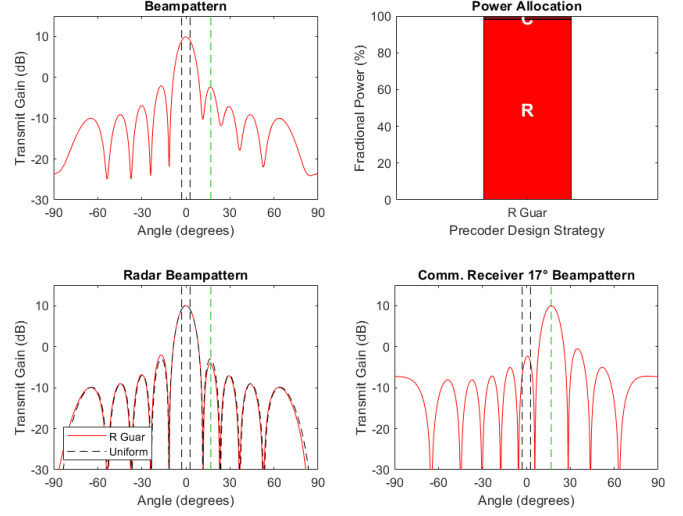 Beampattern
10
0
-10
-20
-30
-90
-60
-30
0
30
60
90
Transmit Gain (dB)
Angle (degrees)
Power Allocation
100
80
60
40
20
0
C
R
R Guar
Fractional Power (%)
Precoder Design Strategy
Radar Beampattern
10
0
-10
-20
-30
-90
-60
-30
0
30
60
90
Transmit Gain (dB)
R Guar
Uniform
Angle (degrees)
Comm. Receiver 17° Beampattern
10
0
-10
-20
-30
-90
-60
-30
0
30
60
90
Transmit Gain (dB)
Angle (degrees)